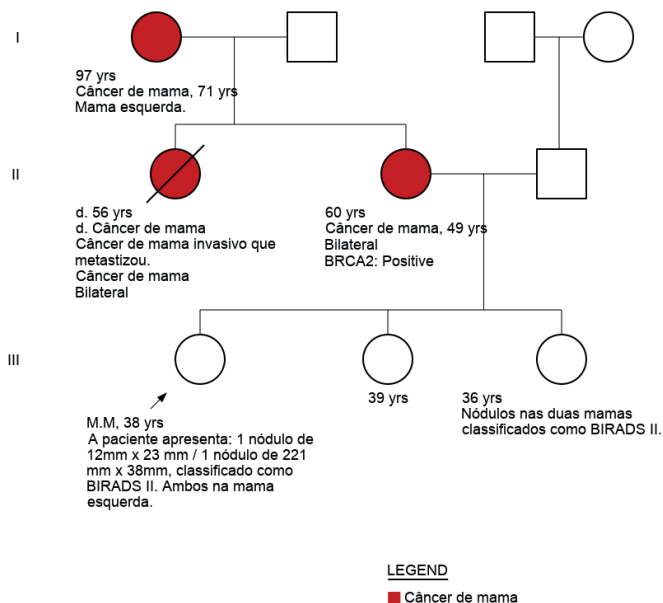 I
97 yrs
Câncer de mama, 71 yrs
Mama esquerda.
II
d. 56 yrs
d. Câncer de mama
Câncer de mama invasivo que
metastizou.
Câncer de mama
Bilateral
60 yrs
Câncer de mama, 49 yrs
Bilateral
BRCA2: Positive
III
M.M, 38 yrs
A paciente apresenta: 1 nódulo de
12mm x 23 mm / 1 nódulo de 221
mm x 38mm, classificado como
BIRADS II. Ambos na mama
esquerda.
39 yrs
36 yrs
Nódulos nas duas mamas
classificados como BIRADS II.
LEGEND
Câncer de mama